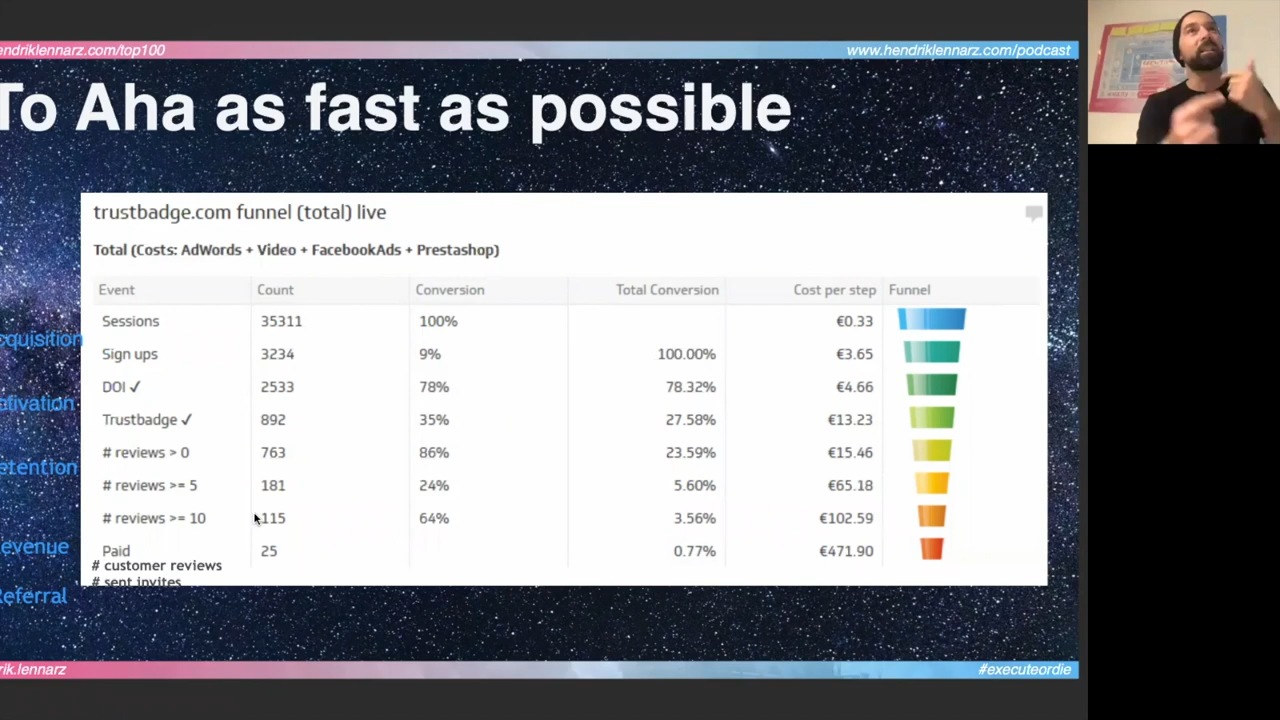 endriklennarz.com/top100
www.hendriklennarz.com/podcast
To Aha as fast as possible
trustbadge.com funnel (total) live
Total (Costs: AdWords + Video + FacebookAds + Prestashop)
Event Count Conversion Total Conversion Cost per step Funnel
Sessions 35311 100% €0.33
Sign ups 3234 9% 100.00% €3.65
DOI ✓ 2533 78% 78.32% €4.66
Trustbadge ✓ 892 35% 27.58% €13.23
# reviews > 0 763 86% 23.59% €15.46
# reviews >= 5 181 24% 5.60% €65.18
# reviews >= 10 115 64% 3.56% €102.59
Paid 25 0.77% €471.90
# customer reviews
# sent invites
cquisition
tivation
etention
evenue
Referral
rik.lennarz
#executeordie